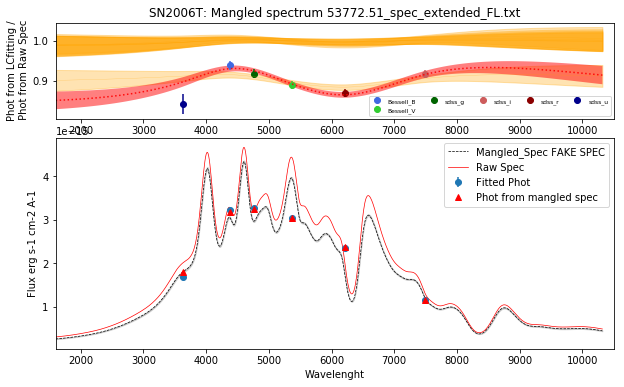 SN2006T: Mangled spectrum 53772.51_spec_extended_FL.txt
Phot from LCfitting /
Phot from Raw Spec
1.0
0.9
Bessell_B
sdss_g
sdss_i
sdss_r
sdss_u
Bessell_V
2000 3000 4000 5000 6000 7000 8000 9000 10000
Flux erg s-1 cm-2 A-1
4
3
2
1
Mangled_Spec FAKE SPEC
Raw Spec
Fitted Phot
Phot from mangled spec
2000 3000 4000 5000 6000 7000 8000 9000 10000
Wavelenght